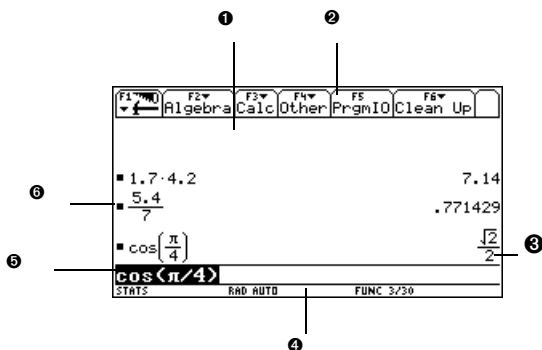 ❶ ❷
F1▼ F2▼ F3▼ F4▼ F5 F6▼
Algebra Calc Other PrgmIO Clean Up
▪ 1.7·4.2 7.14
❻ ▪ 5.4/7 .771429
▪ cos(π/4) √2/2 ❸
❺ cos(π/4)
STATS RAD AUTO FUNC 3/30
❹